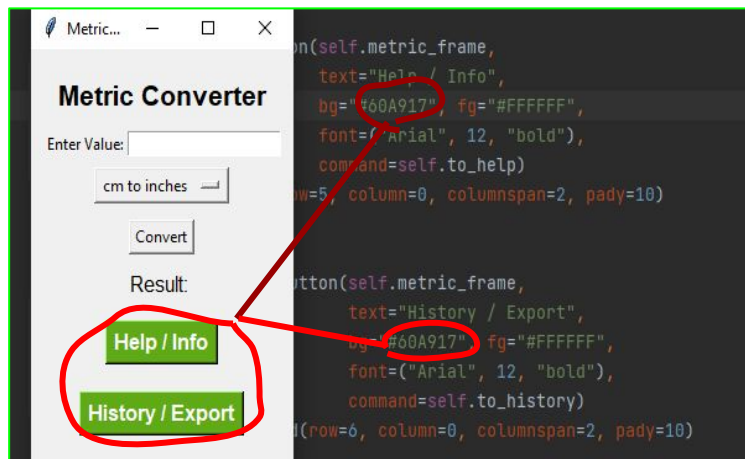 Metric...
Metric Converter
Enter Value:
cm to inches
Convert
Result:
Help / Info
History / Export
on(self.metric_frame,
text="Help / Info",
bg="#60A917", fg="#FFFFFF",
font=("Arial", 12, "bold"),
command=self.to_help)
ow=5, column=0, columnspan=2, pady=10)
utton(self.metric_frame,
text="History / Export",
bg="#60A917", fg="#FFFFFF",
font=("Arial", 12, "bold"),
command=self.to_history)
d(row=6, column=0, columnspan=2, pady=10)